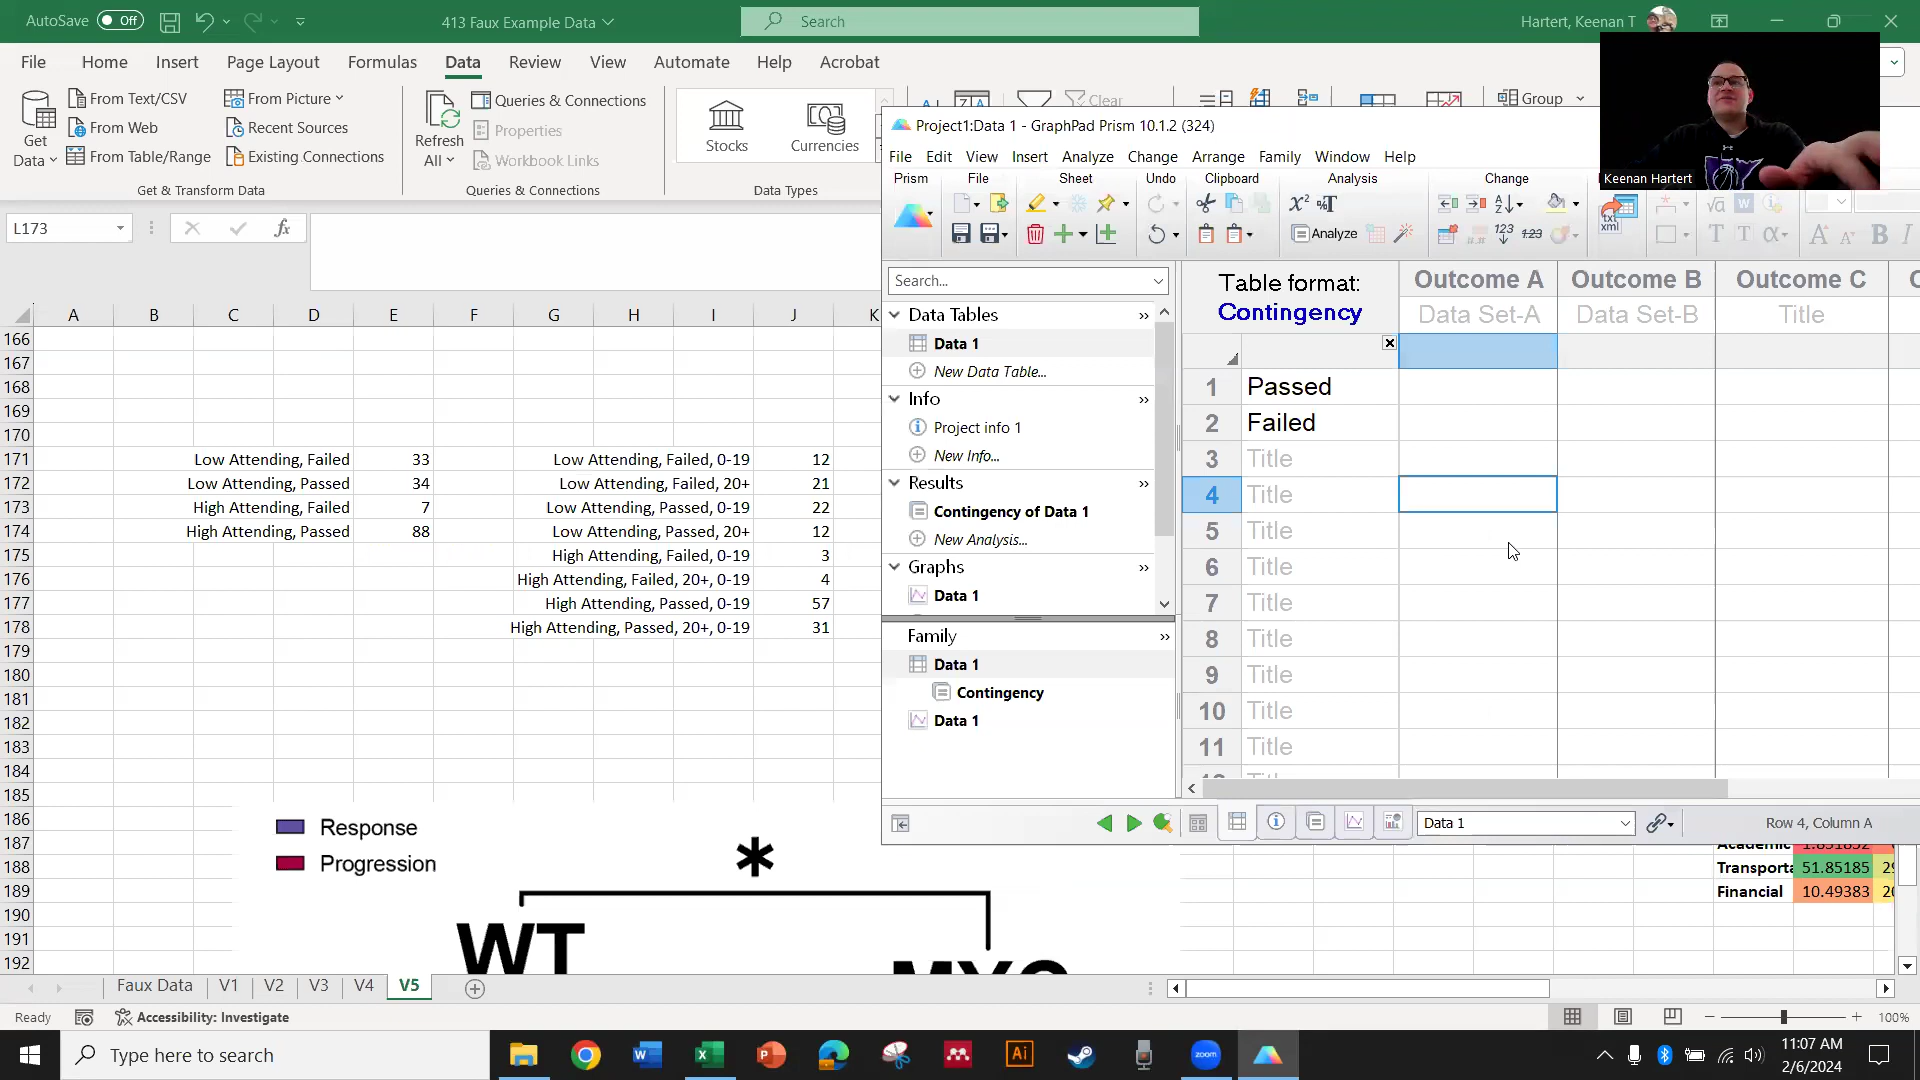 AutoSave Off 413 Faux Example Data Search Hartert, Keenan T
File Home Insert Page Layout Formulas Data Review View Automate Help Acrobat
Get Data
From Text/CSV
From Web
From Table/Range
From Picture
Recent Sources
Existing Connections
Get & Transform Data
Refresh All
Queries & Connections
Properties
Workbook Links
Queries & Connections
Stocks
Currencies
Data Types
Clear
Group
Keenan Hartert
Project1:Data 1 - GraphPad Prism 10.1.2 (324)
File Edit View Insert Analyze Change Arrange Family Window Help
Prism File Sheet Undo Clipboard Analysis Change
Analyze
L173
fx
Search...
Data Tables
Data 1
New Data Table...
Info
Project info 1
New Info...
Results
Contingency of Data 1
New Analysis...
Graphs
Data 1
Family
Data 1
Contingency
Data 1
Table format:
Contingency
Outcome A Outcome B Outcome C
Data Set-A Data Set-B Title
1 Passed
2 Failed
3 Title
4 Title
5 Title
6 Title
7 Title
8 Title
9 Title
10 Title
11 Title
Data 1
Row 4, Column A
A B C D E F G H I J K
166
167
168
169
170
171 Low Attending, Failed 33 Low Attending, Failed, 0-19 12
172 Low Attending, Passed 34 Low Attending, Failed, 20+ 21
173 High Attending, Failed 7 Low Attending, Passed, 0-19 22
174 High Attending, Passed 88 Low Attending, Passed, 20+ 12
175 High Attending, Failed, 0-19 3
176 High Attending, Failed, 20+, 0-19 4
177 High Attending, Passed, 0-19 57
178 High Attending, Passed, 20+, 0-19 31
179
180
181
182
183
184
185
186
187
188
189
190
191
192
Response
Progression
*
WT
Transporta 51.85185
Financial 10.49383
Faux Data V1 V2 V3 V4 V5
Ready Accessibility: Investigate 100%
Type here to search
zoom
11:07 AM
2/6/2024